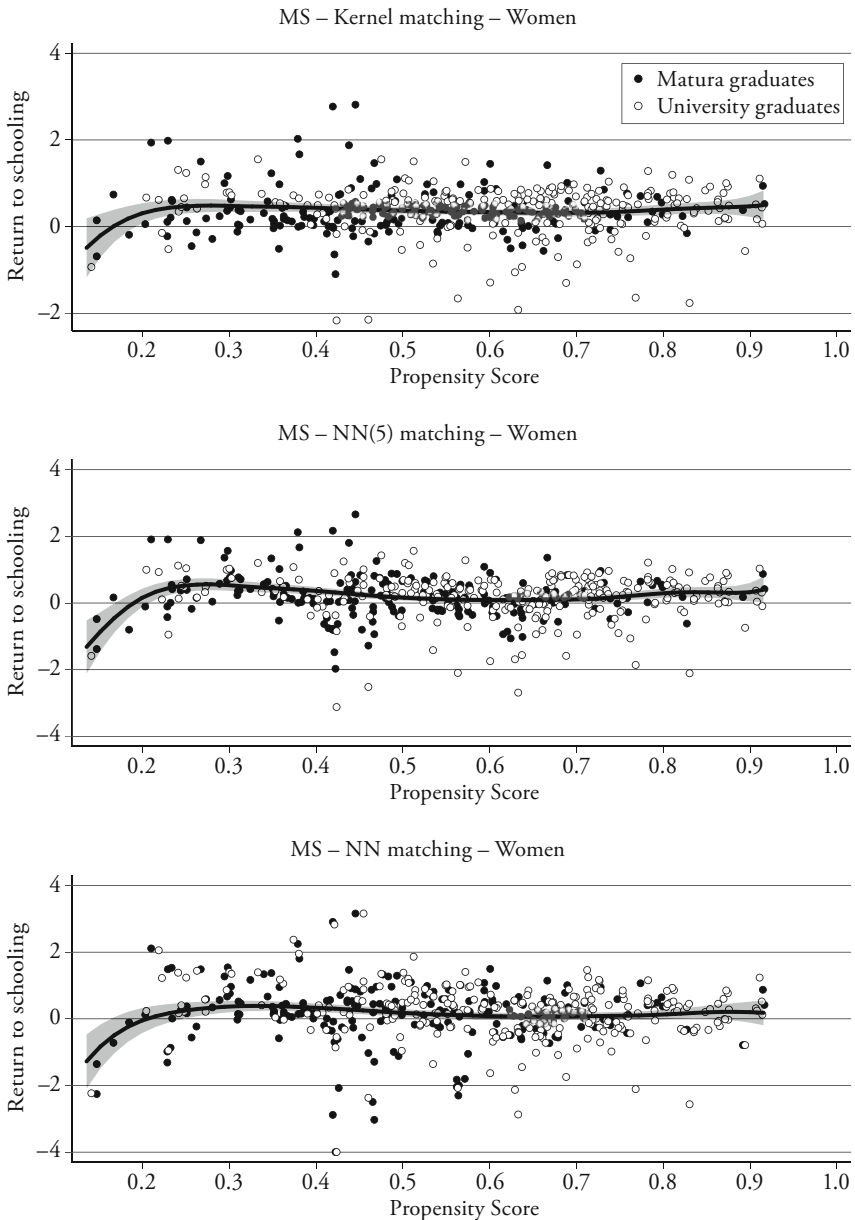 MS – Kernel matching – Women
4
2
0
–2
Return to schooling
Matura graduates
University graduates
0.2 0.3 0.4 0.5 0.6 0.7 0.8 0.9 1.0
Propensity Score
MS – NN(5) matching – Women
4
2
0
–2
–4
Return to schooling
0.2 0.3 0.4 0.5 0.6 0.7 0.8 0.9 1.0
Propensity Score
MS – NN matching – Women
4
2
0
–2
–4
Return to schooling
0.2 0.3 0.4 0.5 0.6 0.7 0.8 0.9 1.0
Propensity Score